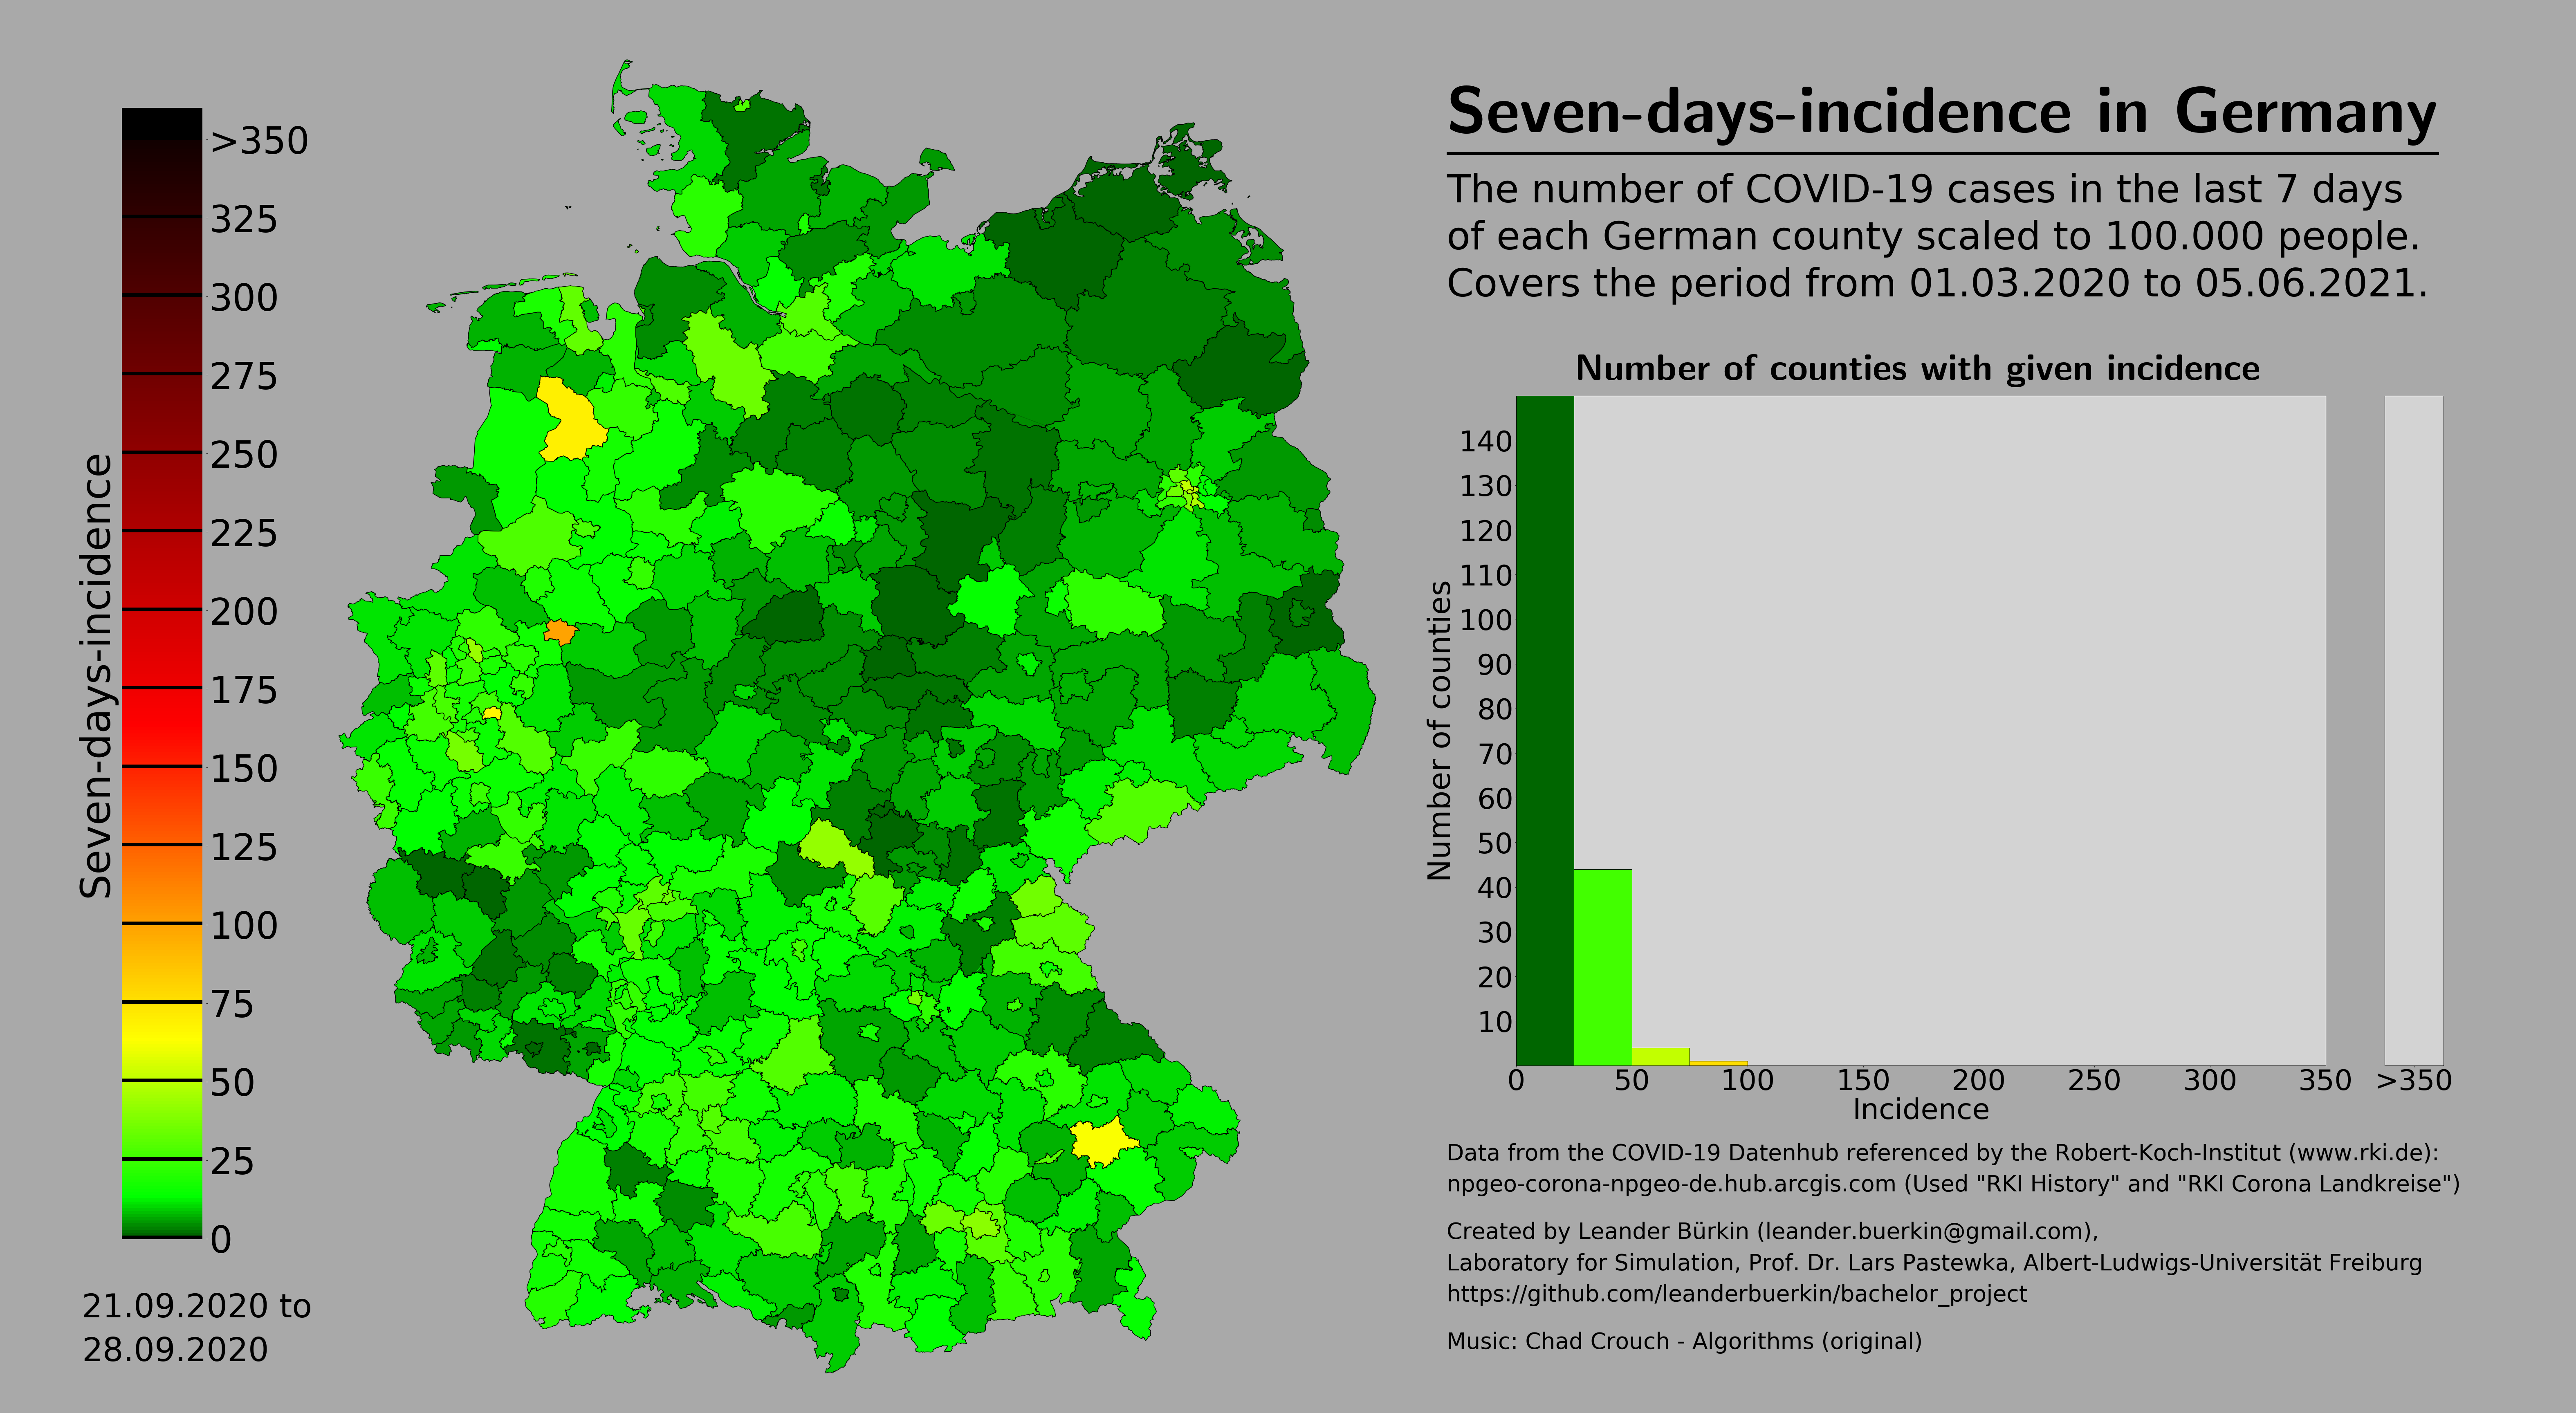 Seven-days-incidence
>350
325
300
275
250
225
200
175
150
125
100
75
50
25
0
21.09.2020 to
28.09.2020
Seven-days-incidence in Germany
The number of COVID-19 cases in the last 7 days
of each German county scaled to 100.000 people.
Covers the period from 01.03.2020 to 05.06.2021.
Number of counties with given incidence
Number of counties
140
130
120
110
100
90
80
70
60
50
40
30
20
10
0 50 100 150 200 250 300 350 >350
Incidence
Data from the COVID-19 Datenhub referenced by the Robert-Koch-Institut (www.rki.de):
npgeo-corona-npgeo-de.hub.arcgis.com (Used "RKI History" and "RKI Corona Landkreise")
Created by Leander Bürkin (leander.buerkin@gmail.com),
Laboratory for Simulation, Prof. Dr. Lars Pastewka, Albert-Ludwigs-Universität Freiburg
https://github.com/leanderbuerkin/bachelor_project
Music: Chad Crouch - Algorithms (original)